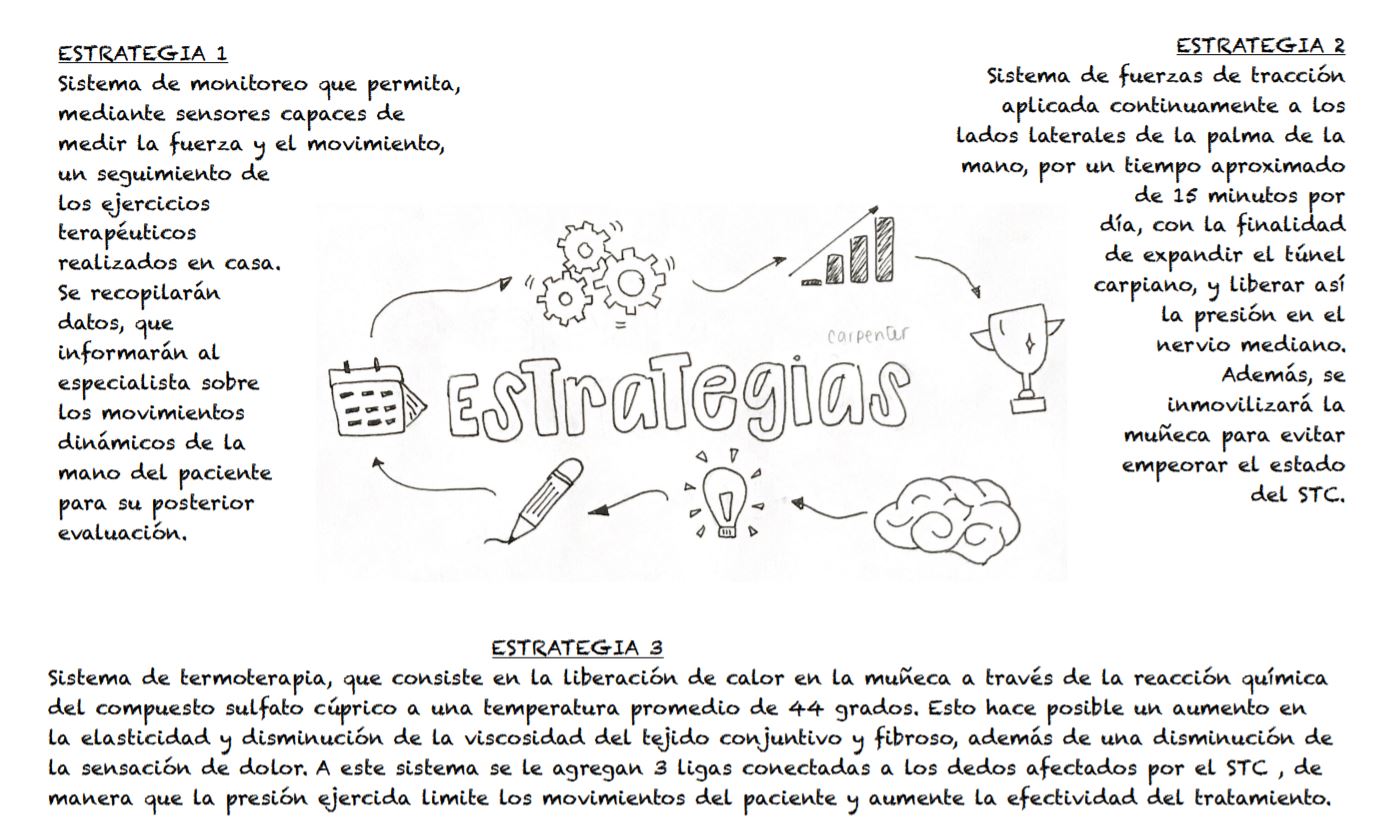 ESTRATEGIA 1
Sistema de monitoreo que permita,
mediante sensores capaces de
medir la fuerza y el movimiento,
un seguimiento de
los ejercicios
terapéuticos
realizados en casa.
Se recopilarán
datos, que
informarán al
especialista sobre
los movimientos
dinámicos de la
mano del paciente
para su posterior
evaluación.
ESTRATEGIA 2
Sistema de fuerzas de tracción
aplicada continuamente a los
lados laterales de la palma de la
mano, por un tiempo aproximado
de 15 minutos por
día, con la finalidad
de expandir el túnel
carpiano, y liberar así
la presión en el
nervio mediano.
Además, se
inmovilizará la
muñeca para evitar
empeorar el estado
del STC.
Estrategias
ESTRATEGIA 3
Sistema de termoterapia, que consiste en la liberación de calor en la muñeca a través de la reacción química
del compuesto sulfato cúprico a una temperatura promedio de 44 grados. Esto hace posible un aumento en
la elasticidad y disminución de la viscosidad del tejido conjuntivo y fibroso, además de una disminución de
la sensación de dolor. A este sistema se le agregan 3 ligas conectadas a los dedos afectados por el STC , de
manera que la presión ejercida limite los movimientos del paciente y aumente la efectividad del tratamiento.